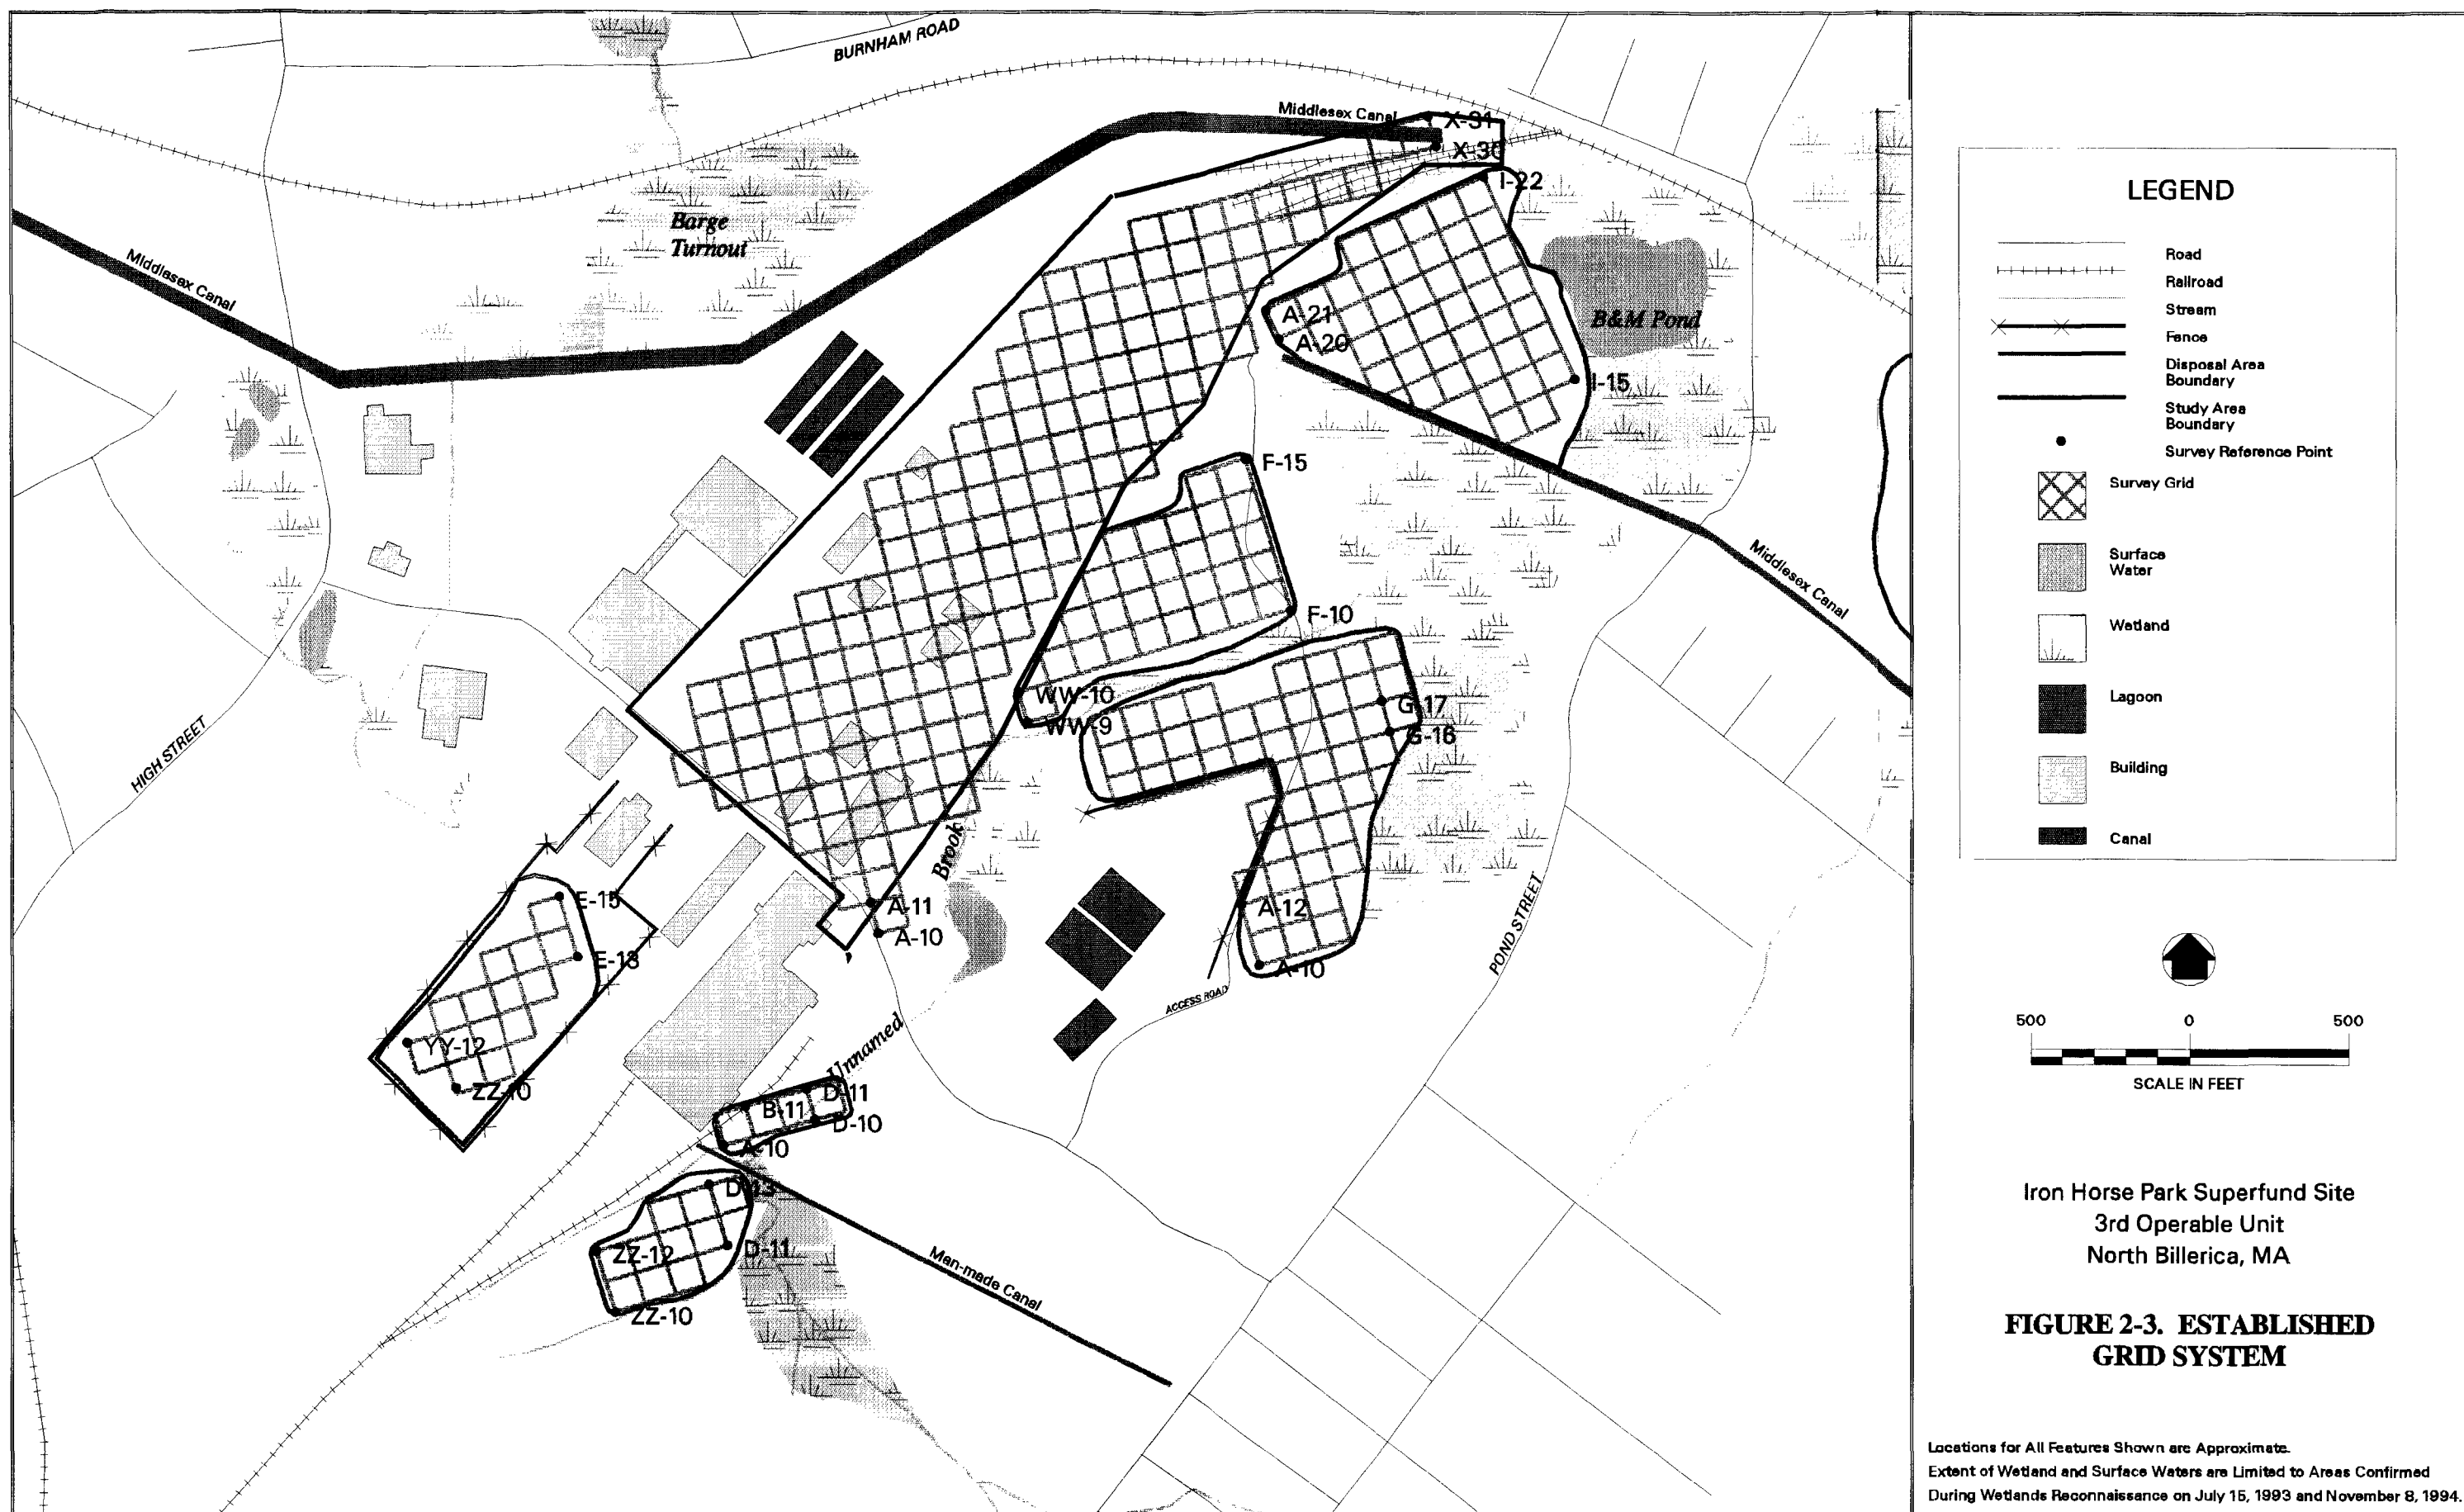 BURNHAM ROAD
Middlesex Canal
X-31
X-30
I-22
Barge
Turnout
Middlesex Canal
A-21
A-20
B&M Pond
I-15
F-15
Middlesex Canal
F-10
WW-10
WW-9
G-17
G-16
HIGH STREET
Brook
E-15
A-11
A-10
A-12
E-13
A-10
POND STREET
ACCESS ROAD
YY-12
ZZ-10
Unnamed
D-11
B-11
D-10
A-10
D-13
ZZ-12
D-11
Man-made Canal
ZZ-10
LEGEND
Road
Railroad
Stream
Fence
Disposal Area
Boundary
Study Area
Boundary
Survey Reference Point
Survey Grid
Surface
Water
Wetland
Lagoon
Building
Canal
500 0 500
SCALE IN FEET
Iron Horse Park Superfund Site
3rd Operable Unit
North Billerica, MA
FIGURE 2-3. ESTABLISHED
GRID SYSTEM
Locations for All Features Shown are Approximate.
Extent of Wetland and Surface Waters are Limited to Areas Confirmed
During Wetlands Reconnaissance on July 15, 1993 and November 8, 1994.